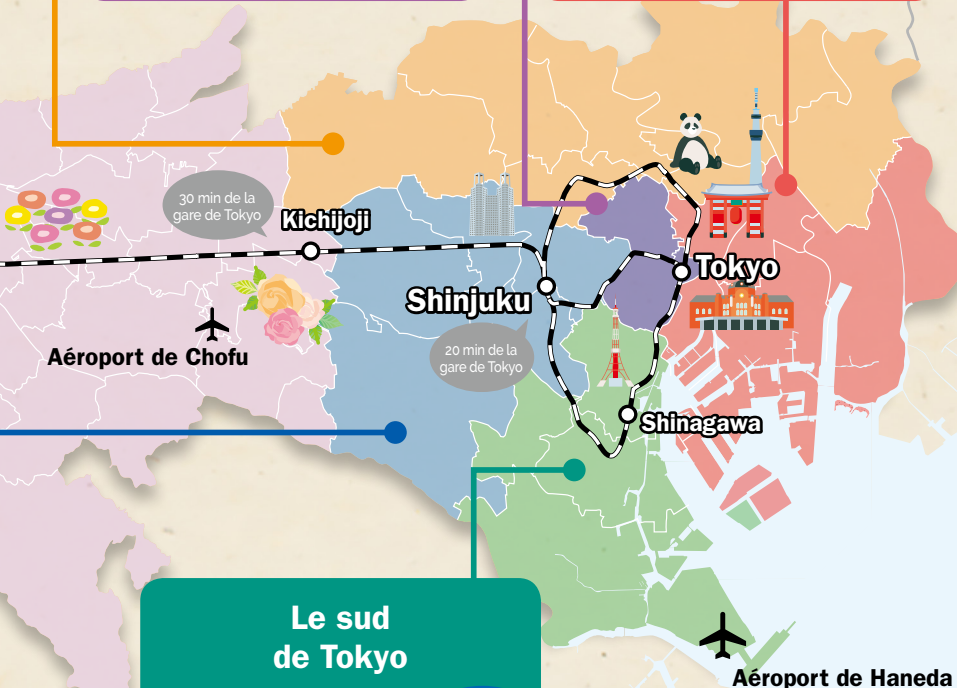 30 min de la
gare de Tokyo
Kichijoji
Tokyo
Shinjuku
20 min de la
gare de Tokyo
Aéroport de Chofu
Shinagawa
Le sud
de Tokyo
Aéroport de Haneda